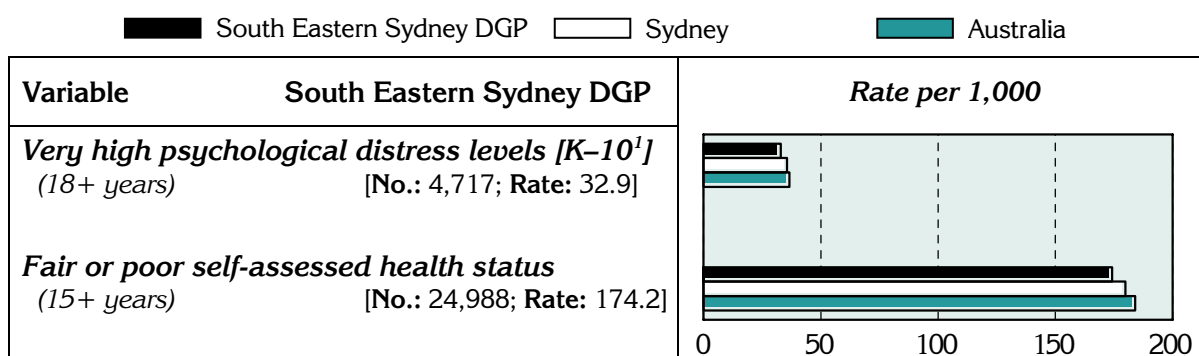 South Eastern Sydney DGP Sydney Australia
Variable South Eastern Sydney DGP Rate per 1,000
Very high psychological distress levels [K–10¹]
(18+ years) [No.: 4,717; Rate: 32.9]
Fair or poor self-assessed health status
(15+ years) [No.: 24,988; Rate: 174.2]
0 50 100 150 200